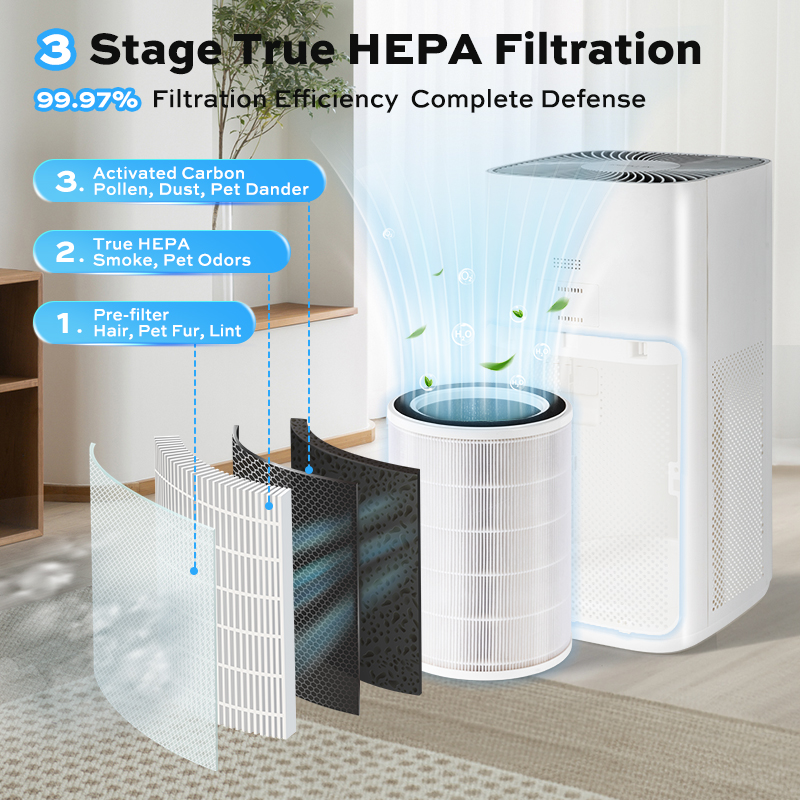 3 Stage True HEPA Filtration
99.97% Filtration Efficiency Complete Defense
3. Activated Carbon
Pollen, Dust, Pet Dander
2. True HEPA
Smoke, Pet Odors
1. Pre-filter
Hair, Pet Fur, Lint